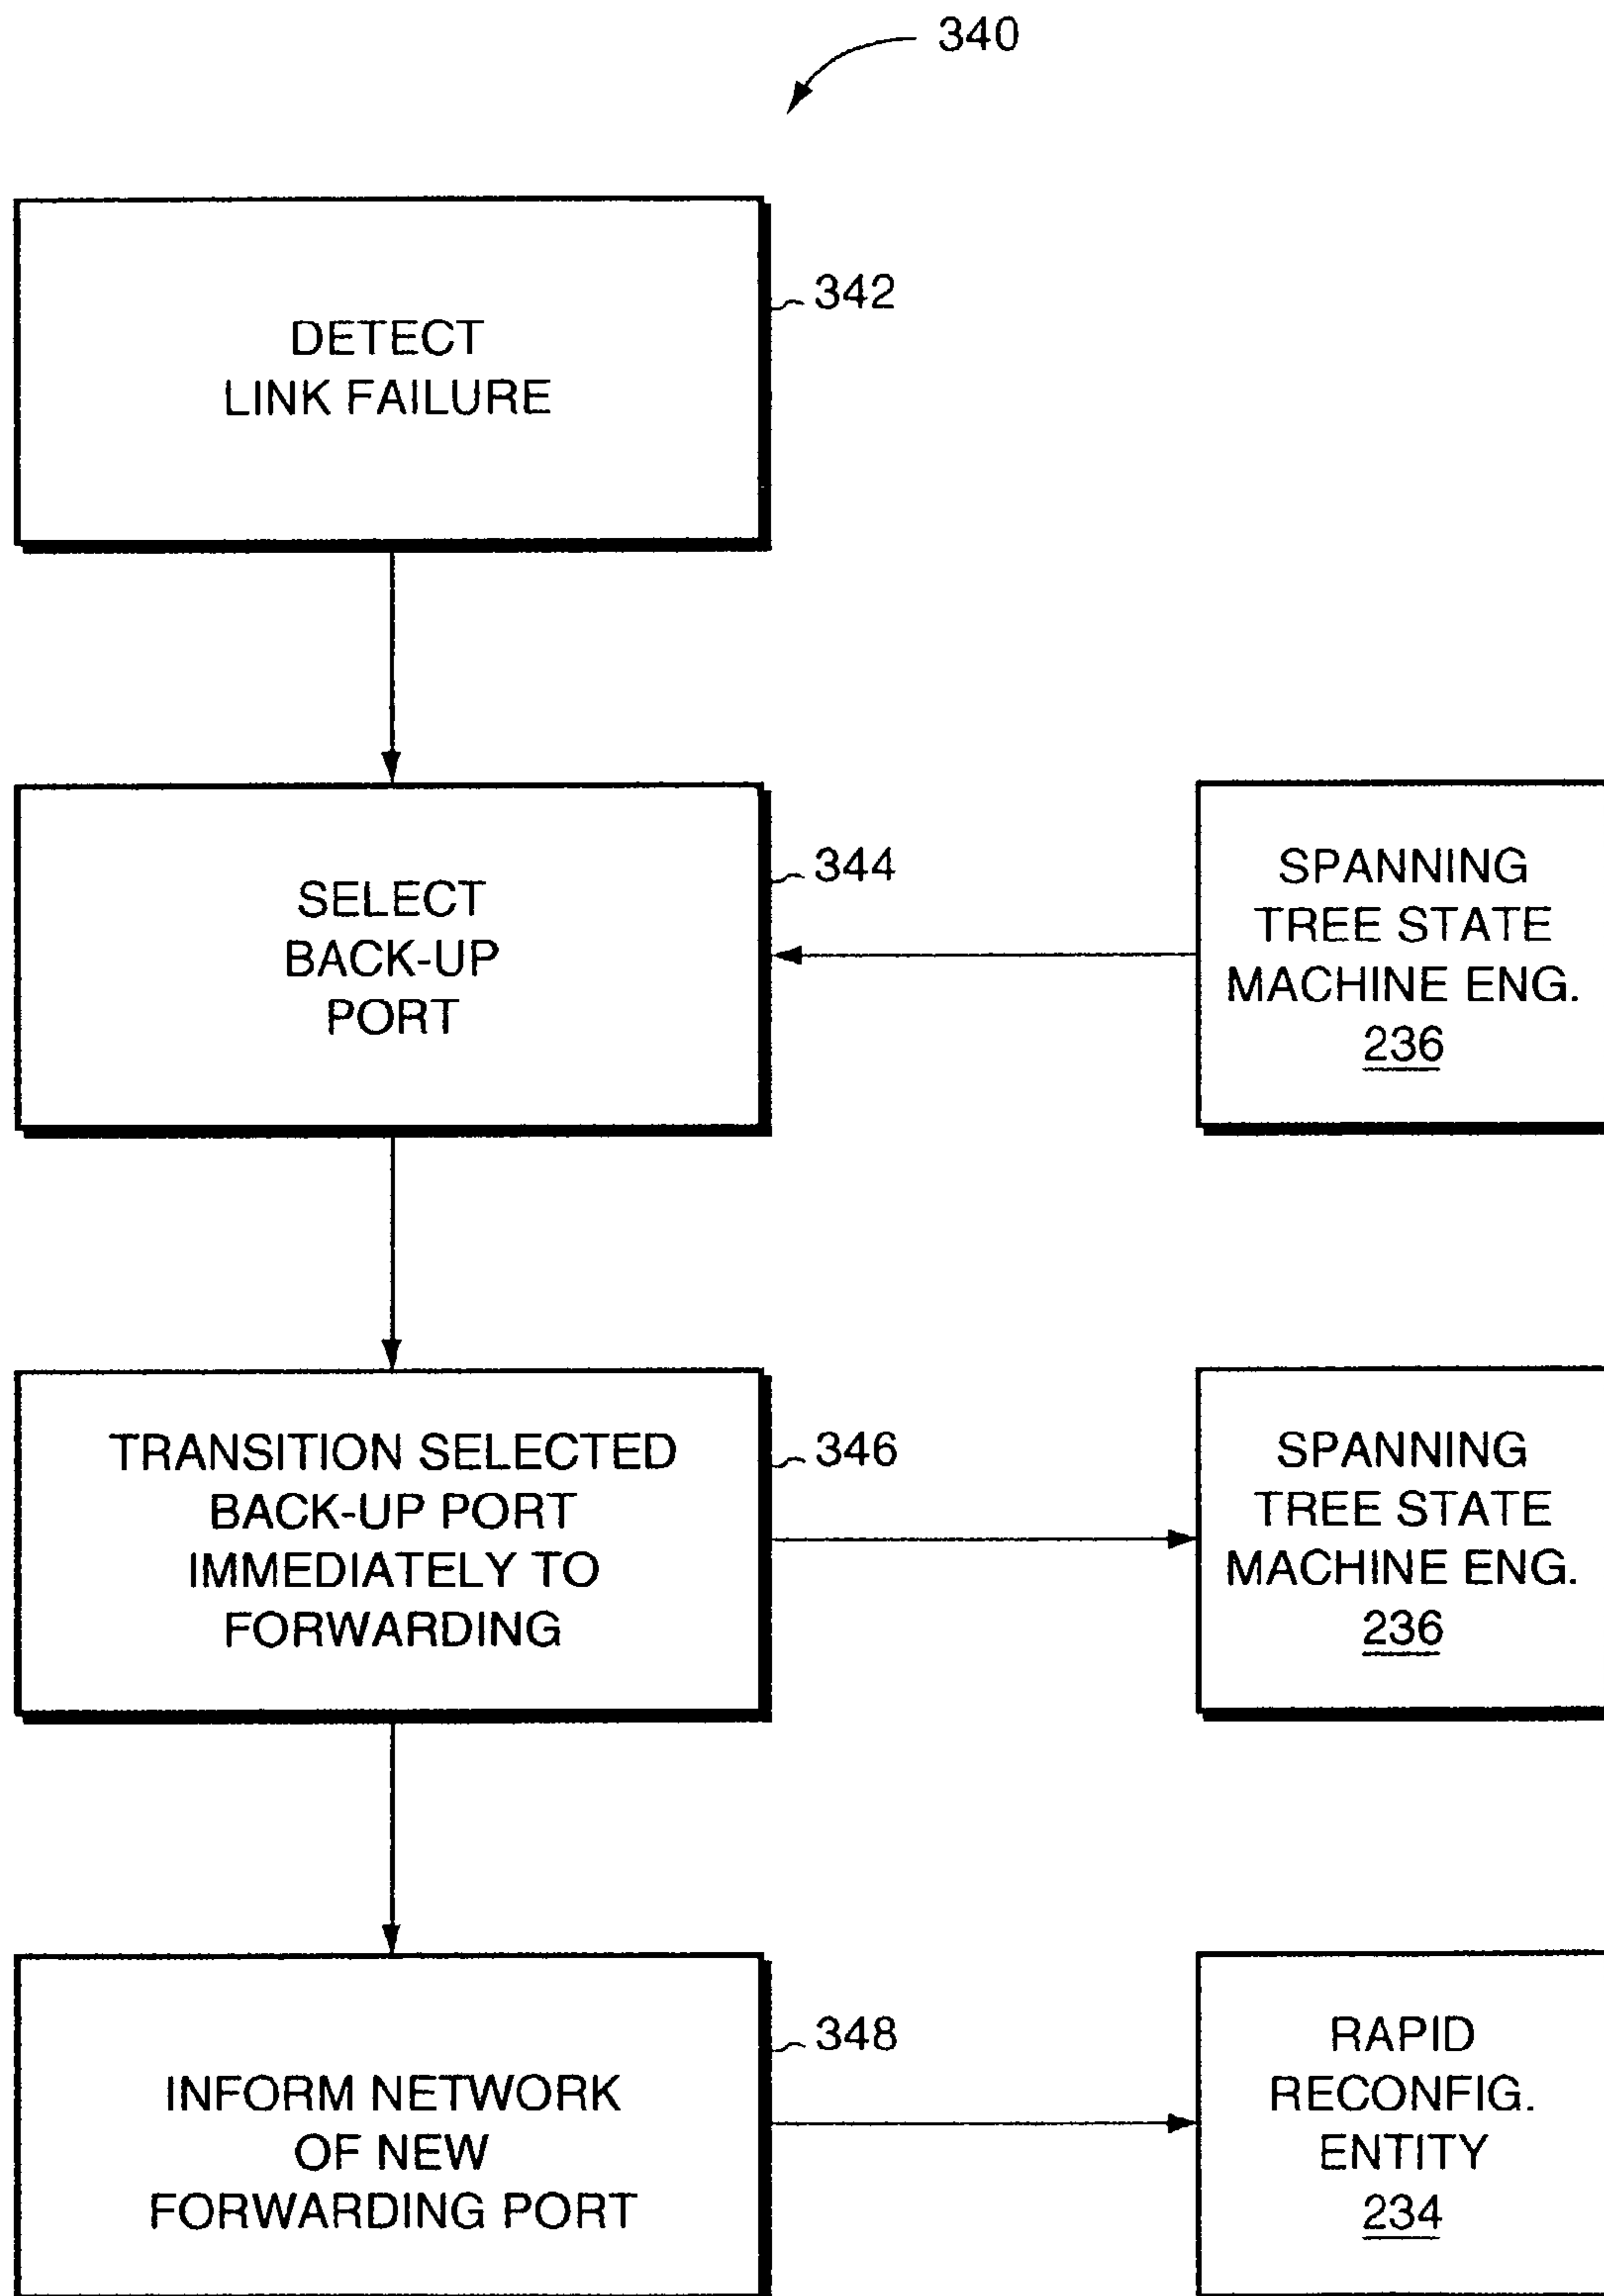 340
DETECT
LINK FAILURE
342
SELECT
BACK-UP
PORT
344
SPANNING
TREE STATE
MACHINE ENG.
236
TRANSITION SELECTED
BACK-UP PORT
IMMEDIATELY TO
FORWARDING
346
SPANNING
TREE STATE
MACHINE ENG.
236
INFORM NETWORK
OF NEW
FORWARDING PORT
348
RAPID
RECONFIG.
ENTITY
234